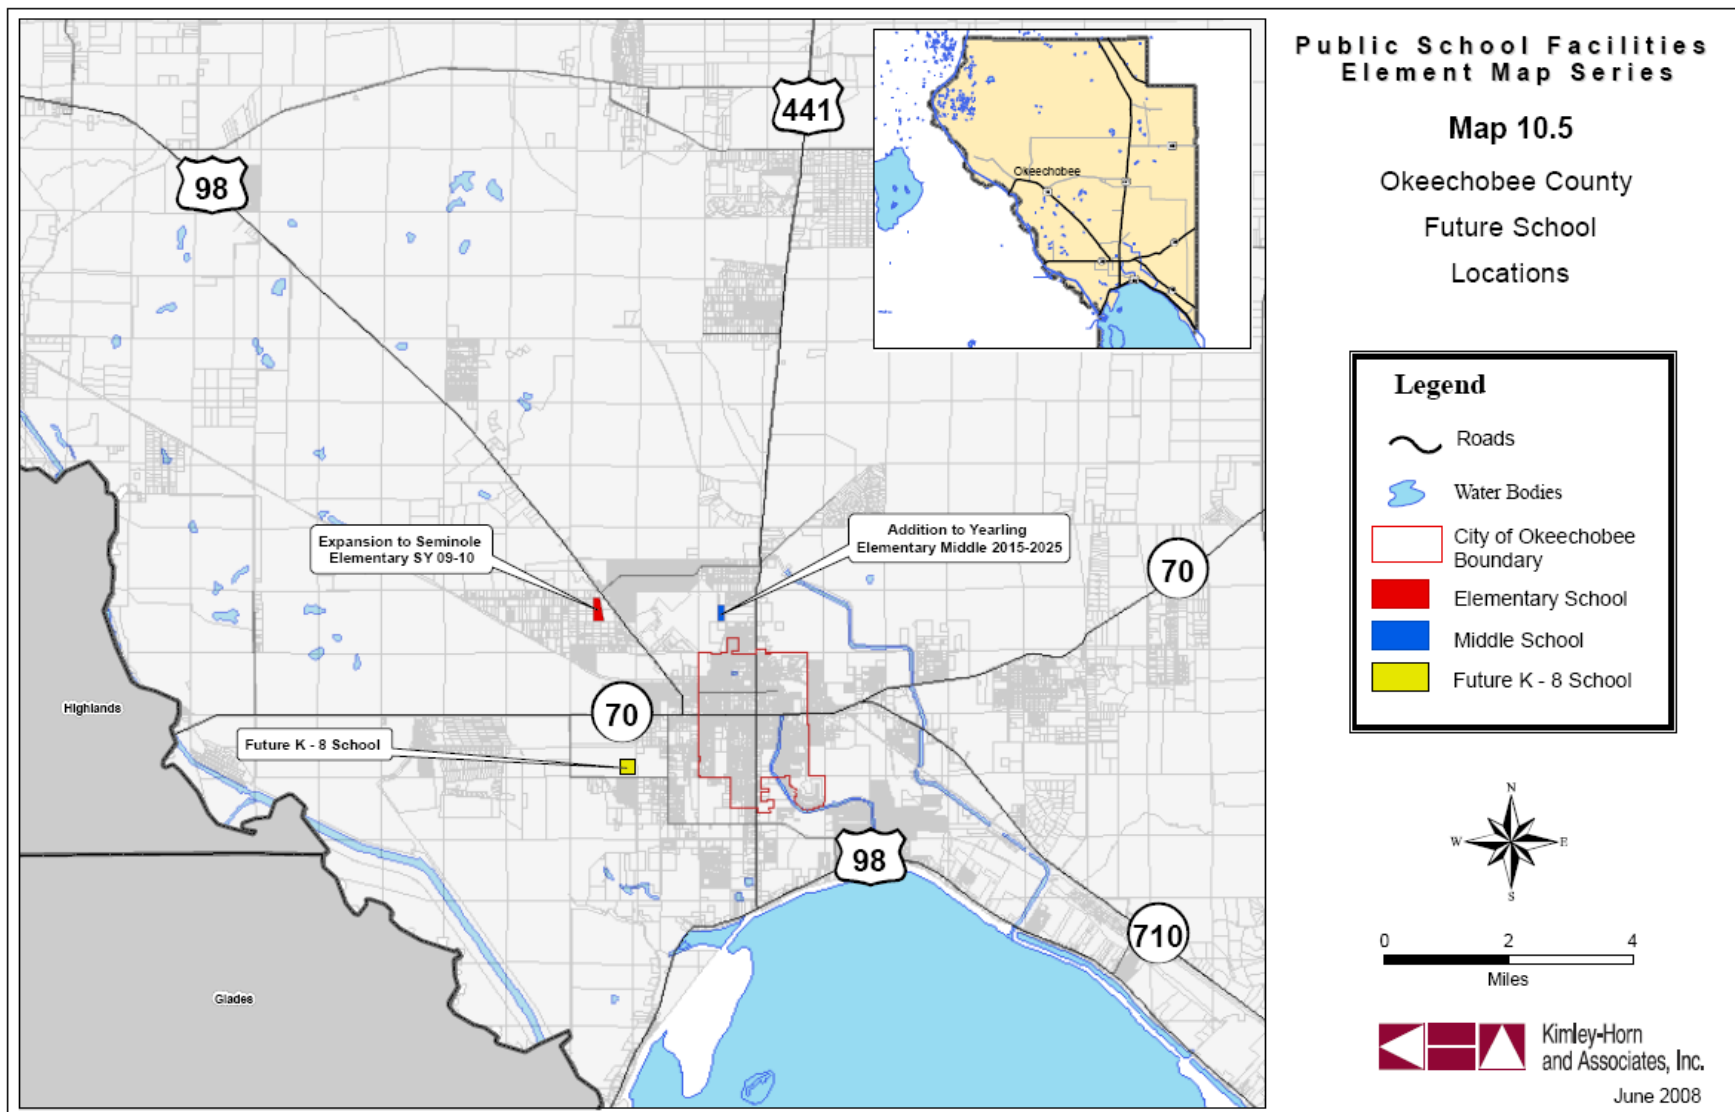 Public School Facilities
Element Map Series
Map 10.5
Okeechobee County
Future School
Locations
441
98
Okeechobee
Expansion to Seminole
Elementary SY 09-10
Addition to Yearling
Elementary Middle 2015-2025
70
Highlands
70
Future K - 8 School
98
710
Glades
Legend
Roads
Water Bodies
City of Okeechobee
Boundary
Elementary School
Middle School
Future K - 8 School
N
W E
S
0 2 4
Miles
Kimley-Horn
and Associates, Inc.
June 2008